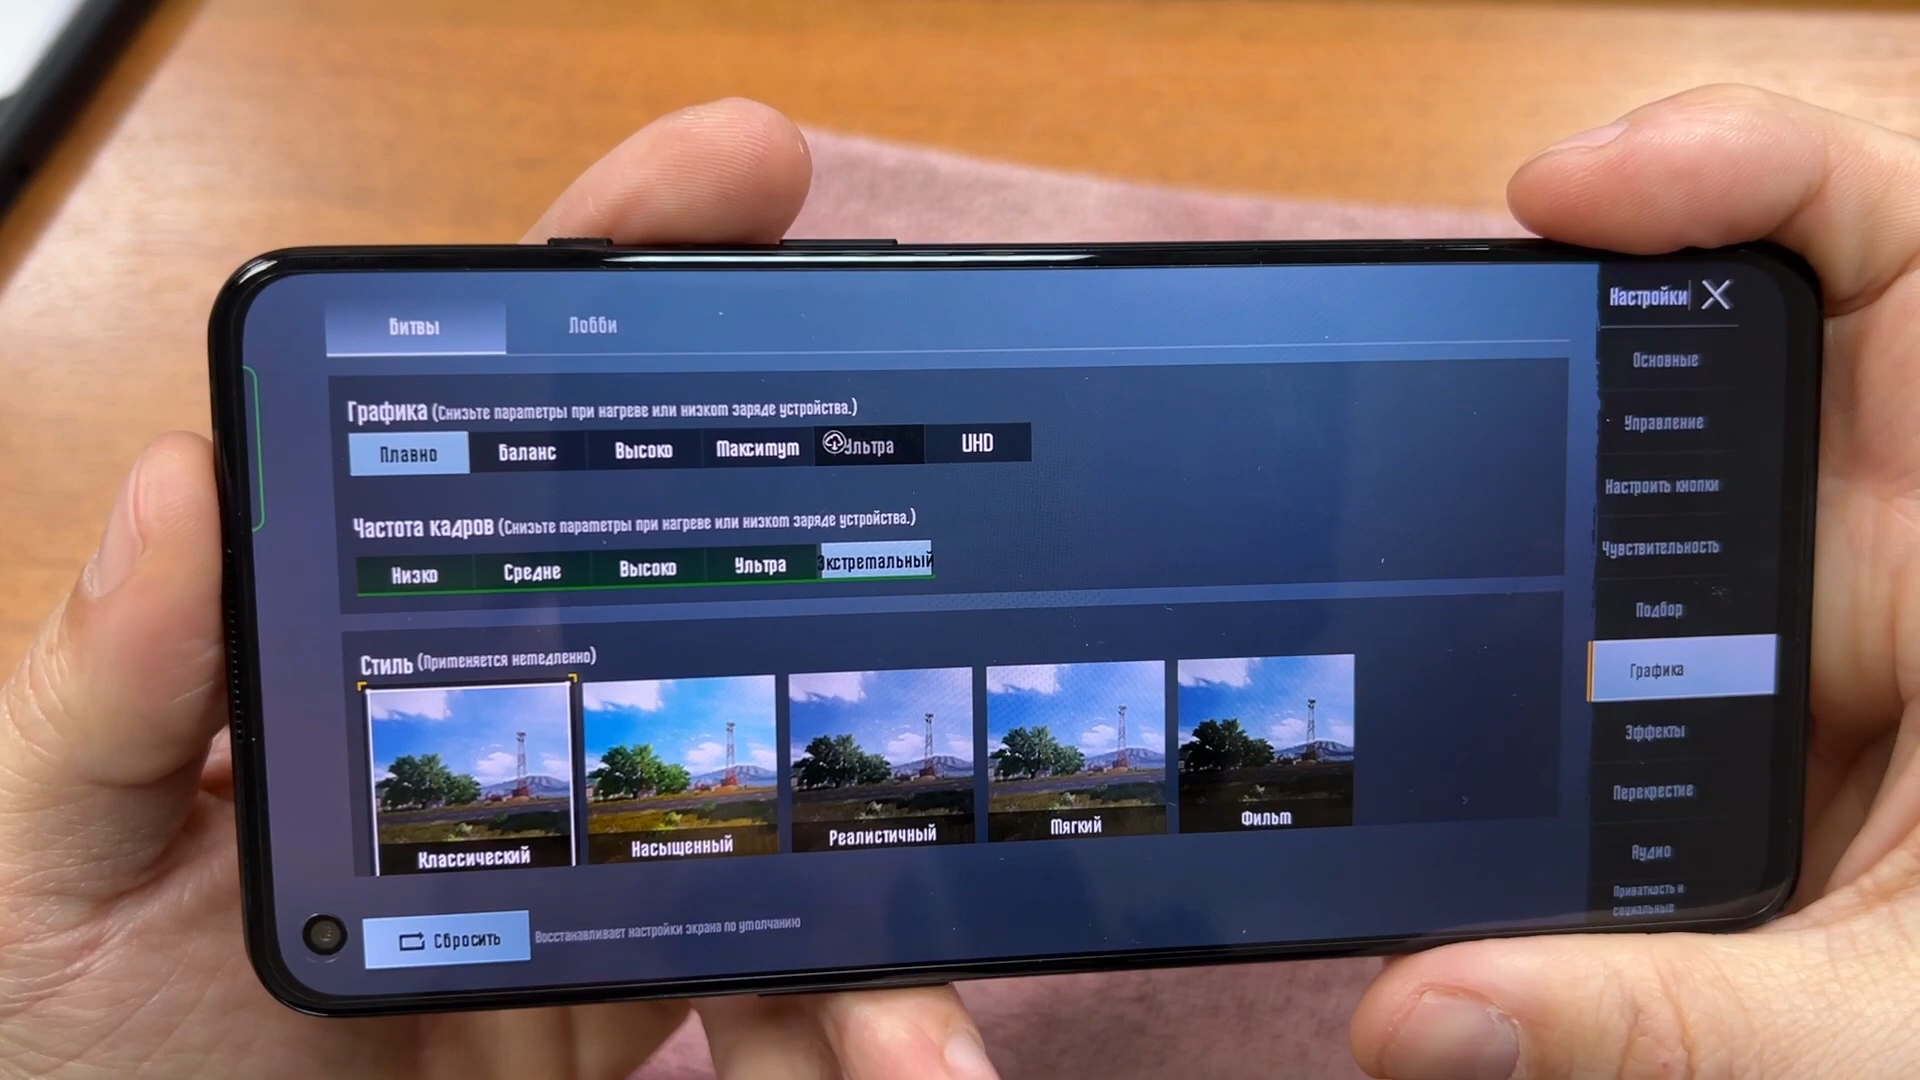 Битвы
Лобби
Настройки
Графика (Снизьте параметры при нагреве или низком заряде устройства.)
Плавно
Баланс
Высоко
Максимум
Ультра
UHD
Частота кадров (Снизьте параметры при нагреве или низком заряде устройства.)
Низко
Средне
Высоко
Ультра
Экстремальный
Стиль (Применяется немедленно)
Классический
Насыщенный
Реалистичный
Мягкий
Фильм
Сбросить
Восстанавливает настройки экрана по умолчанию
Основные
Управление
Настроить кнопки
Чувствительность
Подбор
Графика
Эффекты
Перекрестие
Аудио
Приватность и
социальные